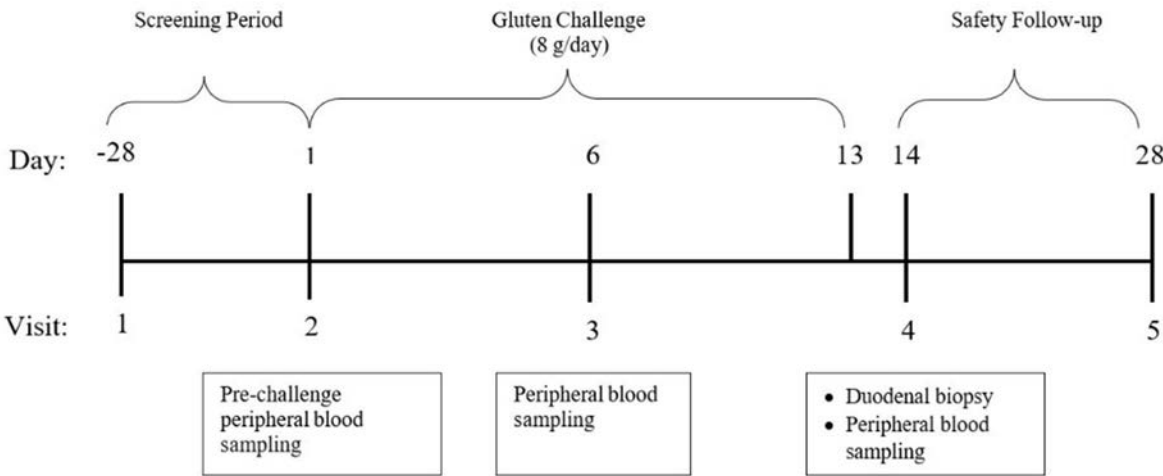 Screening Period
Gluten Challenge
(8 g/day)
Safety Follow-up
Day:
-28
1
6
13
14
28
Visit:
1
2
3
4
5
Pre-challenge
peripheral blood
sampling
Peripheral blood
sampling
• Duodenal biopsy
• Peripheral blood
sampling